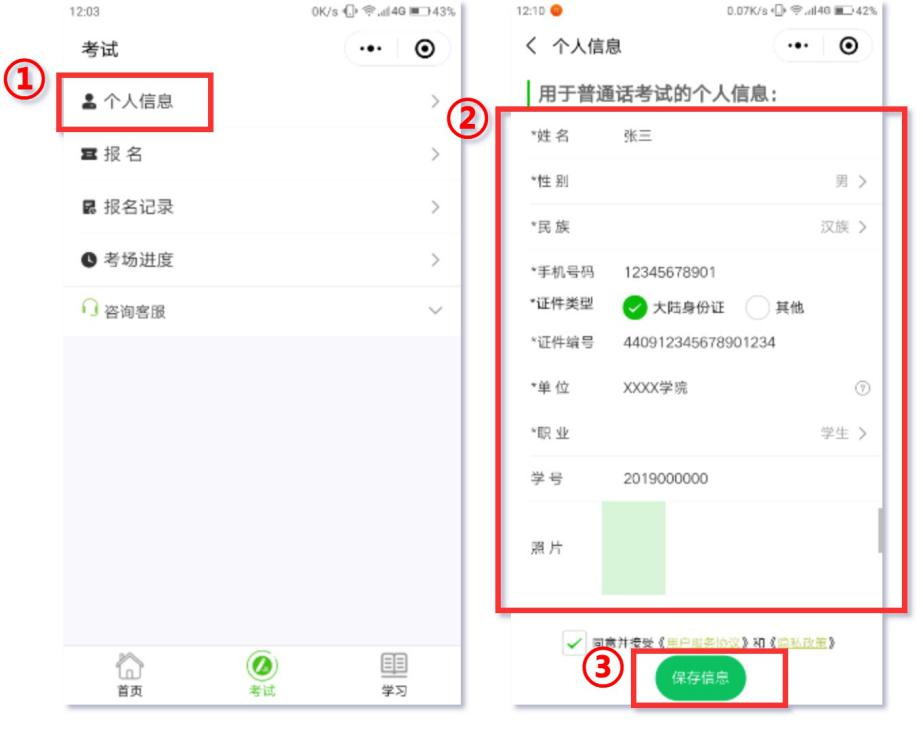 12:03
0K/s 4G 43%
考试
①
个人信息
报 名
报名记录
考场进度
咨询客服
首页
考试
学习
12:10
0.07K/s 4G 42%
个人信息
用于普通话考试的个人信息：
②
*姓 名 张三
*性 别 男
*民 族 汉族
*手机号码 12345678901
*证件类型 大陆身份证 其他
*证件编号 440912345678901234
*单 位 XXXX学院
*职 业 学生
学 号 2019000000
照 片
同意并接受《用户服务协议》和《隐私政策》
③
保存信息